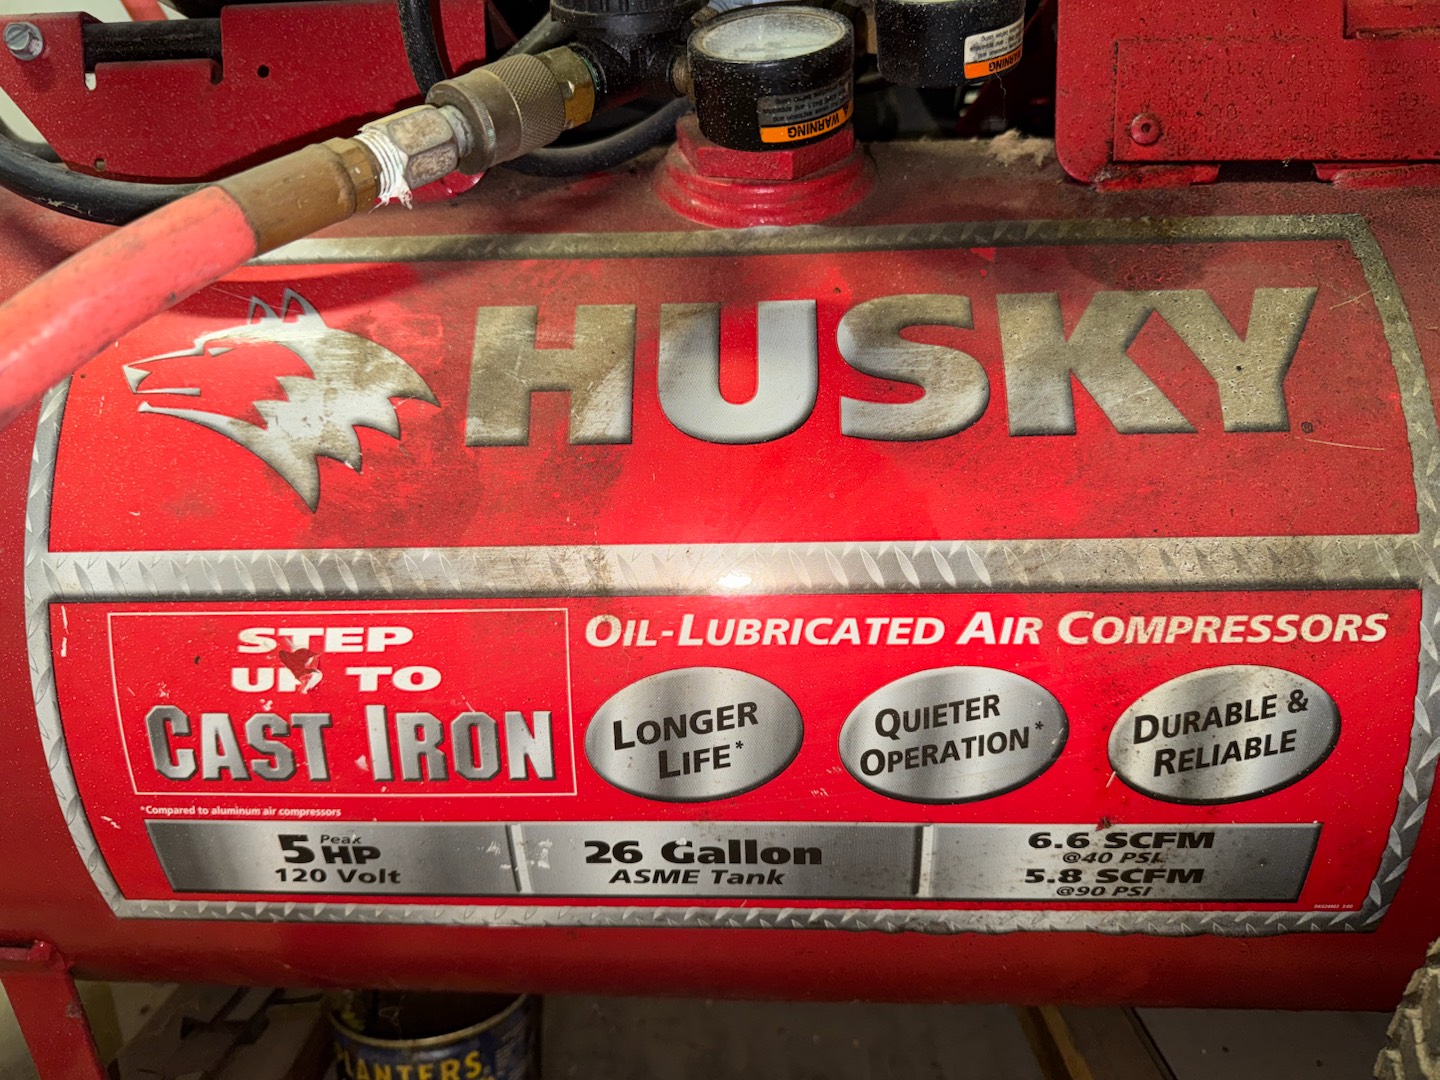 WARNING
WARNING
HUSKY
STEP
UP TO
CAST IRON
*Compared to aluminum air compressors
OIL-LUBRICATED AIR COMPRESSORS
LONGER
LIFE*
QUIETER
OPERATION*
DURABLE &
RELIABLE
5 Peak HP
120 Volt
26 Gallon
ASME Tank
6.6 SCFM
@40 PSI
5.8 SCFM
@90 PSI
PLANTERS